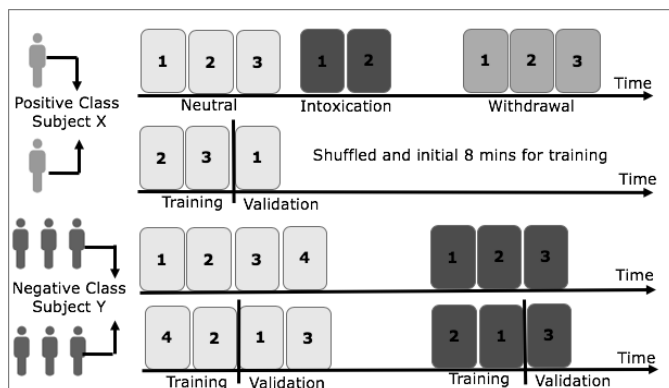 1 2 3 1 2 1 2 3
Time
Neutral Intoxication Withdrawal
Positive Class
Subject X
2 3 1 Shuffled and initial 8 mins for training
Time
Training Validation
1 2 3 4 1 2 3
Time
Negative Class
Subject Y
4 2 1 3 2 1 3
Time
Training Validation Training Validation